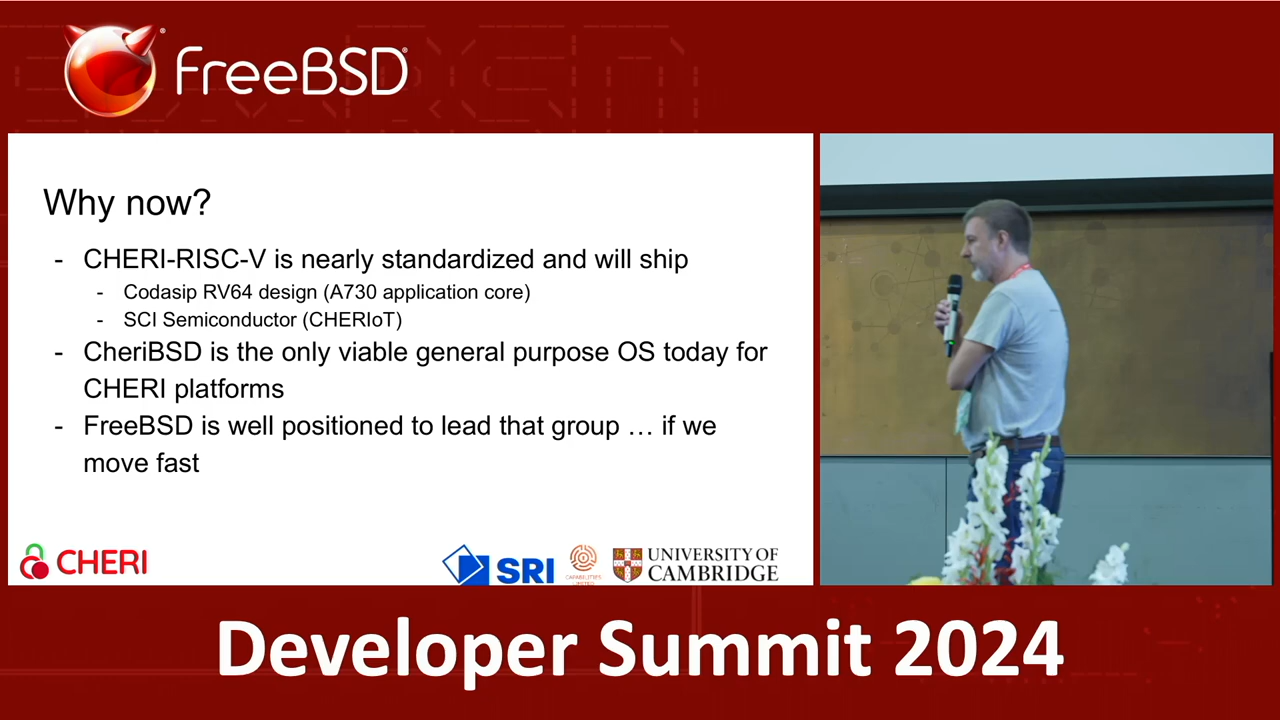 FreeBSD®
Why now?
- CHERI-RISC-V is nearly standardized and will ship
- Codasip RV64 design (A730 application core)
- SCI Semiconductor (CHERIoT)
- CheriBSD is the only viable general purpose OS today for
CHERI platforms
- FreeBSD is well positioned to lead that group … if we
move fast
CHERI
SRI
CAPABILITIES
LIMITED
UNIVERSITY OF
CAMBRIDGE
Developer Summit 2024